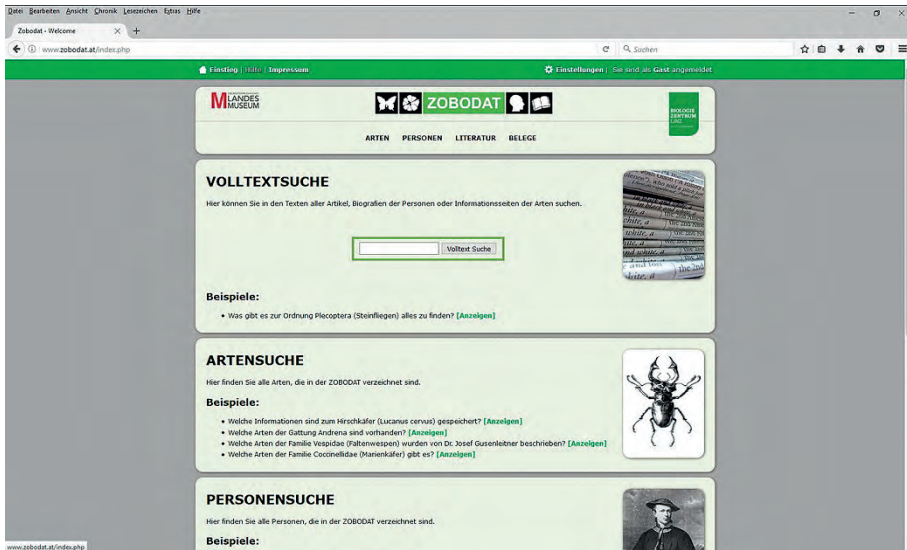 Datei Bearbeiten Ansicht Chronik Lesezeichen Extras Hilfe
Zobodat - Welcome
www.zobodat.at/index.php
Suchen
Einstieg | Hilfe | Impressum
Einstellungen | Sie sind als Gast angemeldet
LANDES
MUSEUM
ZOBODAT
BIOLOGIE
ZENTRUM
LINZ
ARTEN PERSONEN LITERATUR BELEGE
VOLLTEXTSUCHE
Hier können Sie in den Texten aller Artikel, Biografien der Personen oder Informationsseiten der Arten suchen.
Volltext Suche
Beispiele:
• Was gibt es zur Ordnung Plecoptera (Steinfliegen) alles zu finden? [Anzeigen]
ARTENSUCHE
Hier finden Sie alle Arten, die in der ZOBODAT verzeichnet sind.
Beispiele:
• Welche Informationen sind zum Hirschkäfer (Lucanus cervus) gespeichert? [Anzeigen]
• Welche Arten der Gattung Andrena sind vorhanden? [Anzeigen]
• Welche Arten der Familie Vespidae (Faltenwespen) wurden von Dr. Josef Gusenleitner beschrieben? [Anzeigen]
• Welche Arten der Familie Coccinellidae (Marienkäfer) gibt es? [Anzeigen]
PERSONENSUCHE
Hier finden Sie alle Personen, die in der ZOBODAT verzeichnet sind.
Beispiele:
www.zobodat.at/index.php